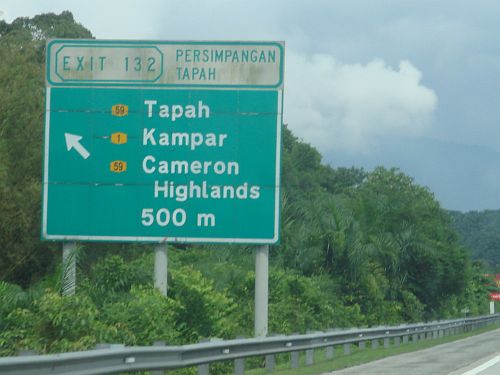 EXIT 132
PERSIMPANGAN
TAPAH
59 Tapah
1 Kampar
59 Cameron
Highlands
500 m